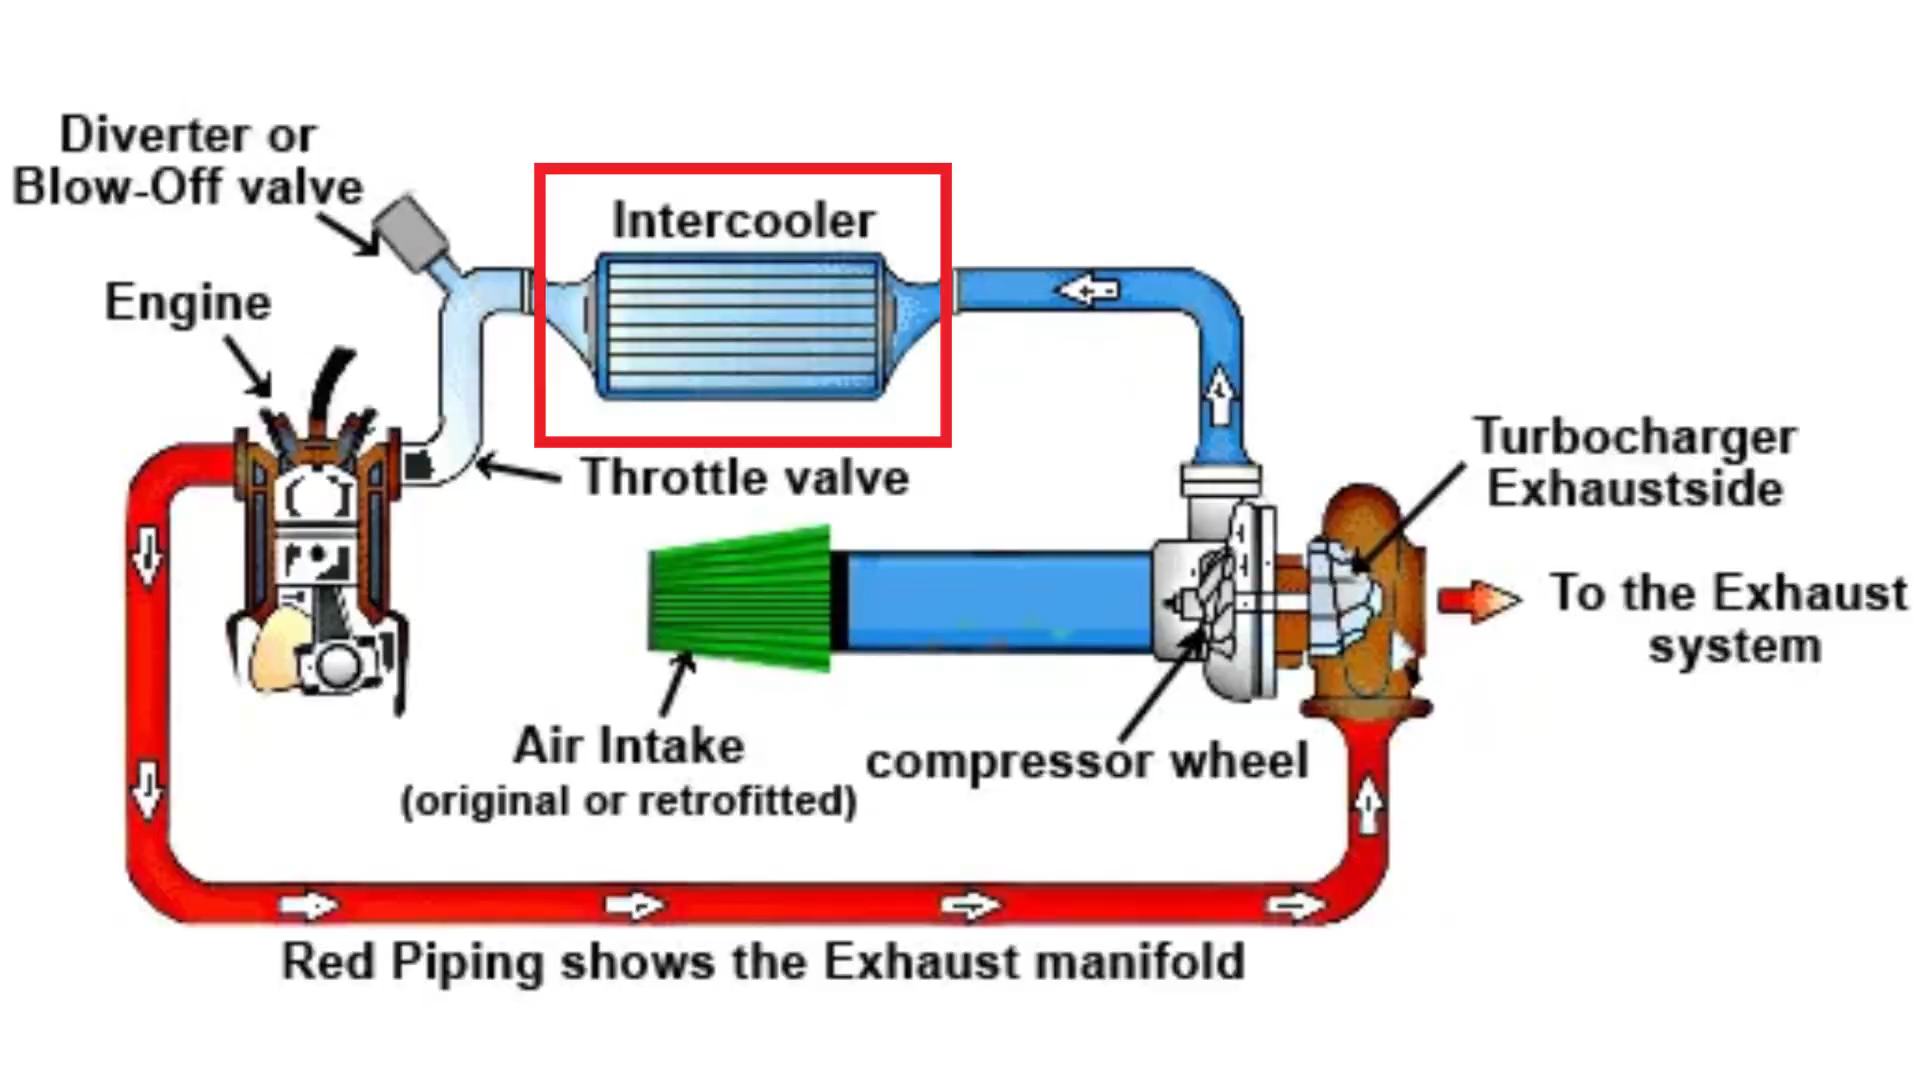 Diverter or
Blow-Off valve
Intercooler
Engine
Throttle valve
Turbocharger
Exhaustside
To the Exhaust
system
Air Intake
(original or retrofitted)
compressor wheel
Red Piping shows the Exhaust manifold